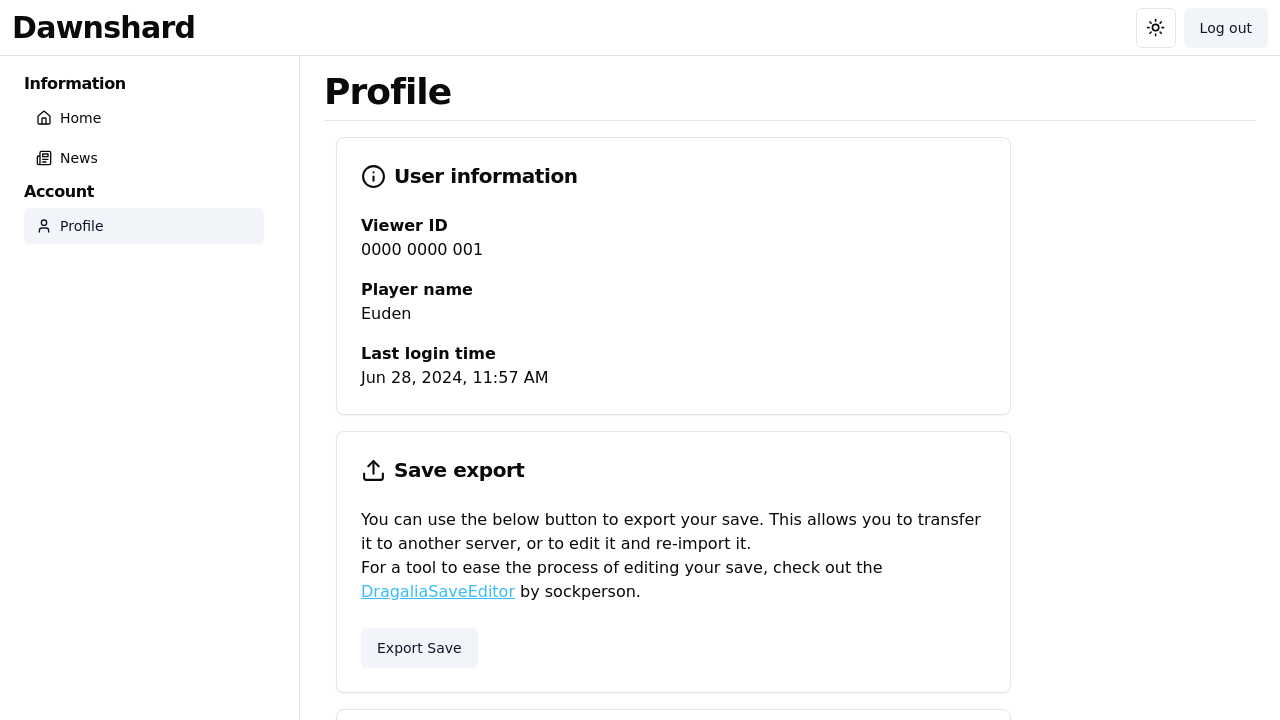 Dawnshard
Log out
Information
Home
News
Account
Profile
Profile
User information
Viewer ID
0000 0000 001
Player name
Euden
Last login time
Jun 28, 2024, 11:57 AM
Save export
You can use the below button to export your save. This allows you to transfer
it to another server, or to edit it and re-import it.
For a tool to ease the process of editing your save, check out the
DragaliaSaveEditor by sockperson.
Export Save